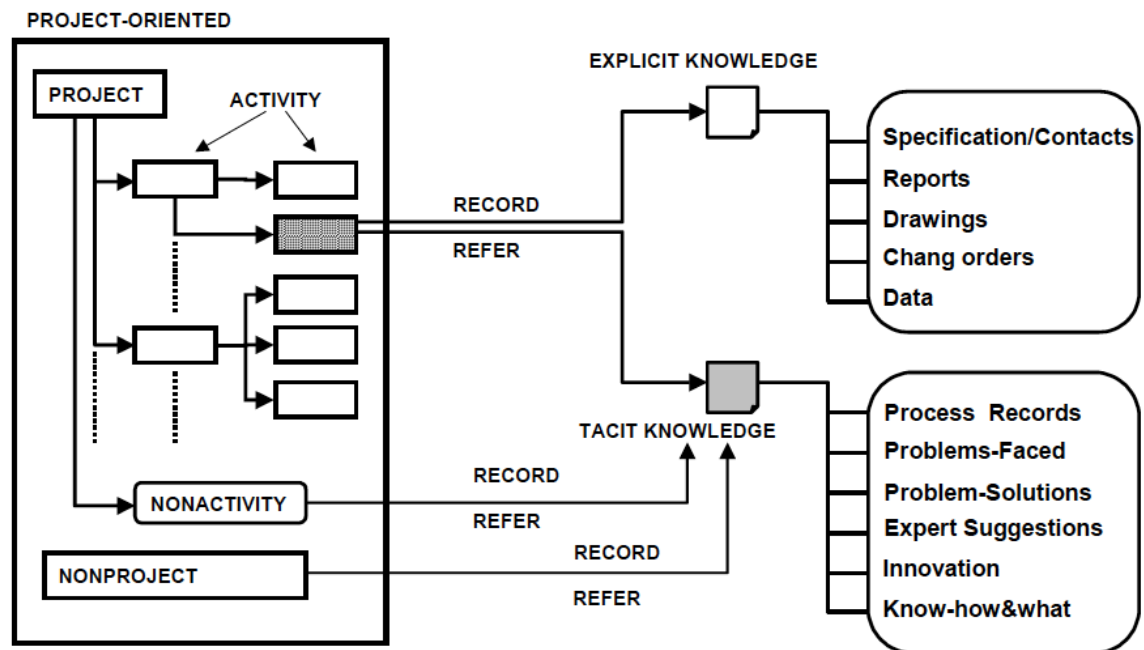 PROJECT-ORIENTED
PROJECT
ACTIVITY
NONACTIVITY
NONPROJECT
RECORD
REFER
RECORD
REFER
RECORD
REFER
EXPLICIT KNOWLEDGE
Specification/Contacts
Reports
Drawings
Chang orders
Data
TACIT KNOWLEDGE
Process Records
Problems-Faced
Problem-Solutions
Expert Suggestions
Innovation
Know-how&what